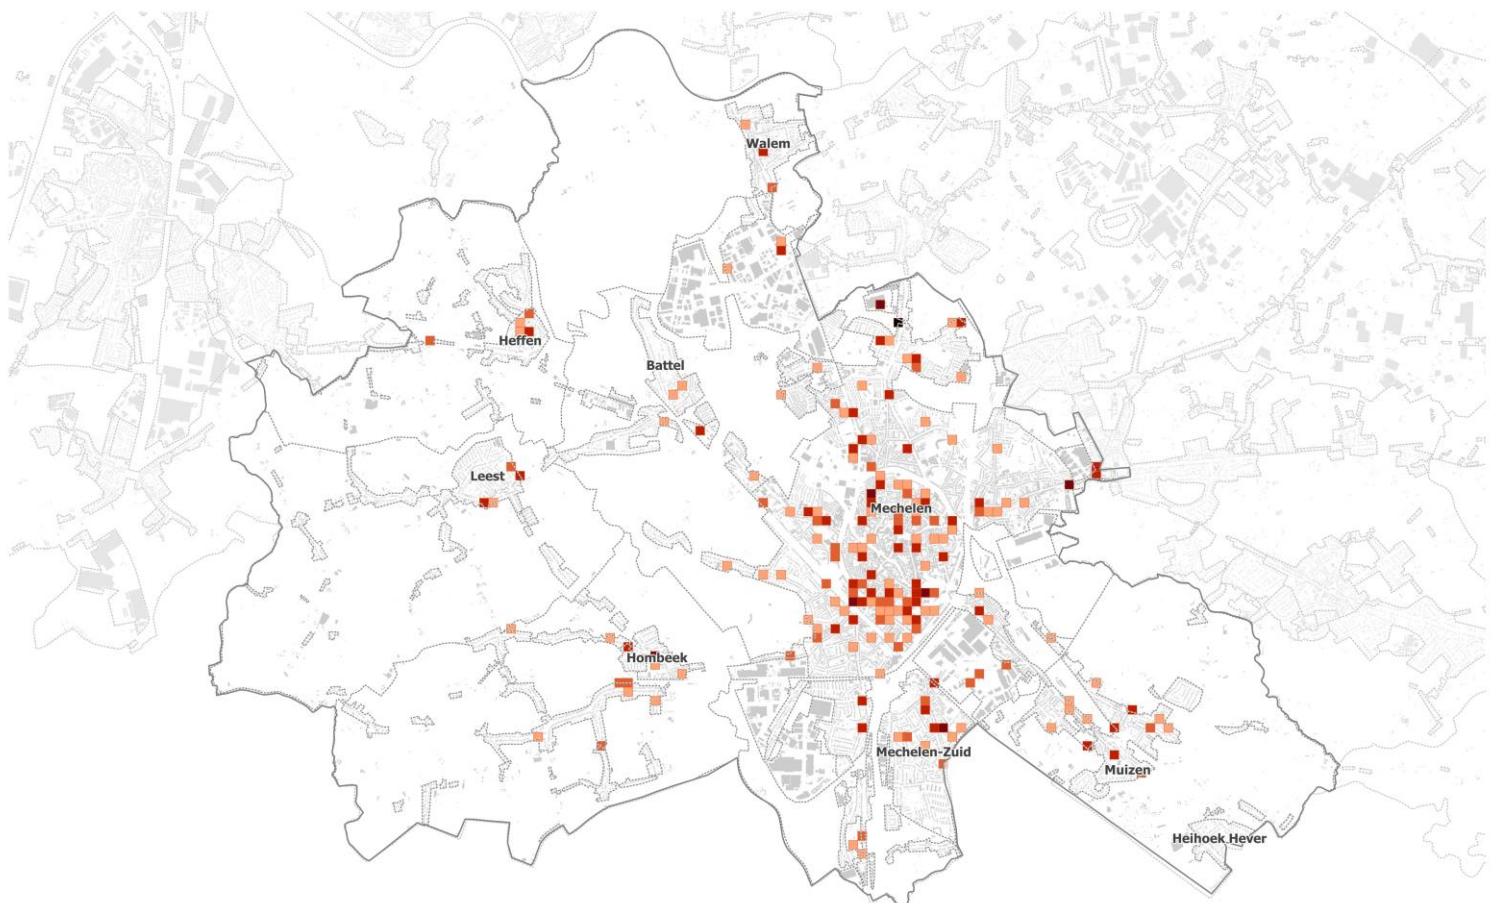 Walem
Heffen
Battel
Leest
Mechelen
Hombeek
Mechelen-Zuid
Muizen
Heihoek Hever